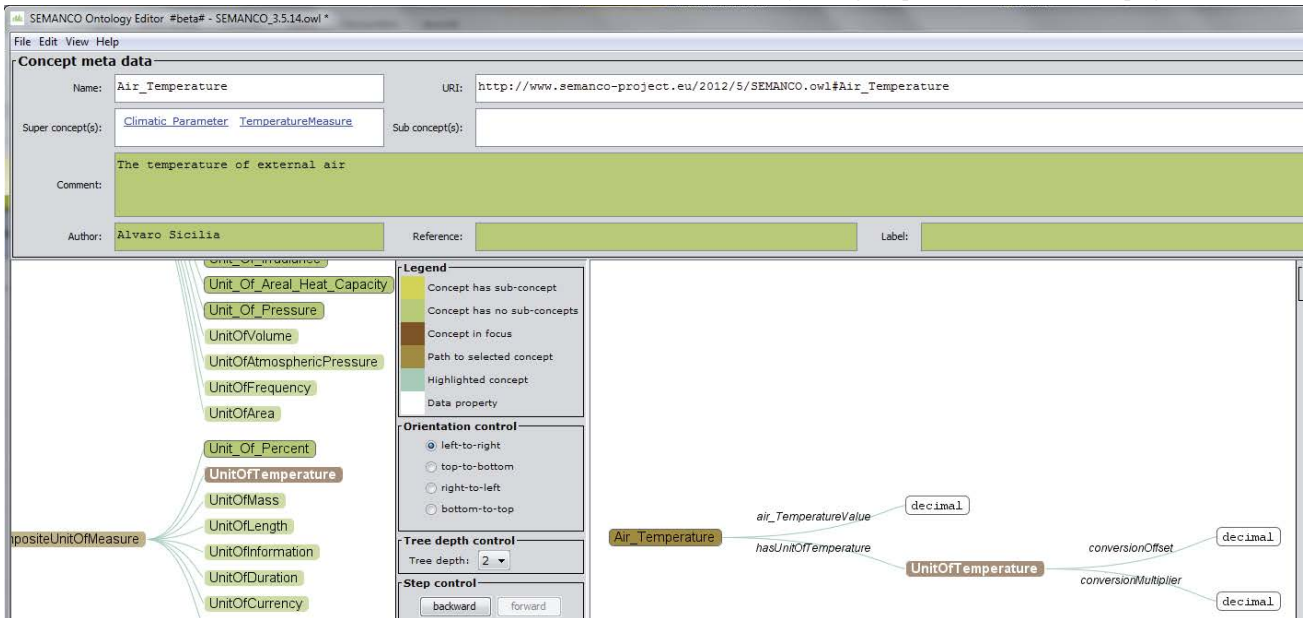 SEMANCO Ontology Editor #beta# - SEMANCO_3.5.14.owl *
File Edit View Help
Concept meta data
Name: Air_Temperature URI: http://www.semanco-project.eu/2012/5/SEMANCO.owl#Air_Temperature
Super concept(s): Climatic_Parameter TemperatureMeasure Sub concept(s):
Comment: The temperature of external air
Author: Alvaro Sicilia Reference: Label:
Unit_Of_Irradiance
Unit_Of_Areal_Heat_Capacity
Unit_Of_Pressure
UnitOfVolume
UnitOfAtmosphericPressure
UnitOfFrequency
UnitOfArea
Unit_Of_Percent
UnitOfTemperature
UnitOfMass
UnitOfLength
mpositeUnitOfMeasure
UnitOfInformation
UnitOfDuration
UnitOfCurrency
Legend
Concept has sub-concept
Concept has no sub-concepts
Concept in focus
Path to selected concept
Highlighted concept
Data property
Orientation control
left-to-right
top-to-bottom
right-to-left
bottom-to-top
Tree depth control
Tree depth: 2
Step control
backward forward
decimal
air_TemperatureValue
Air_Temperature
hasUnitOfTemperature
conversionOffset
decimal
UnitOfTemperature
conversionMultiplier
decimal